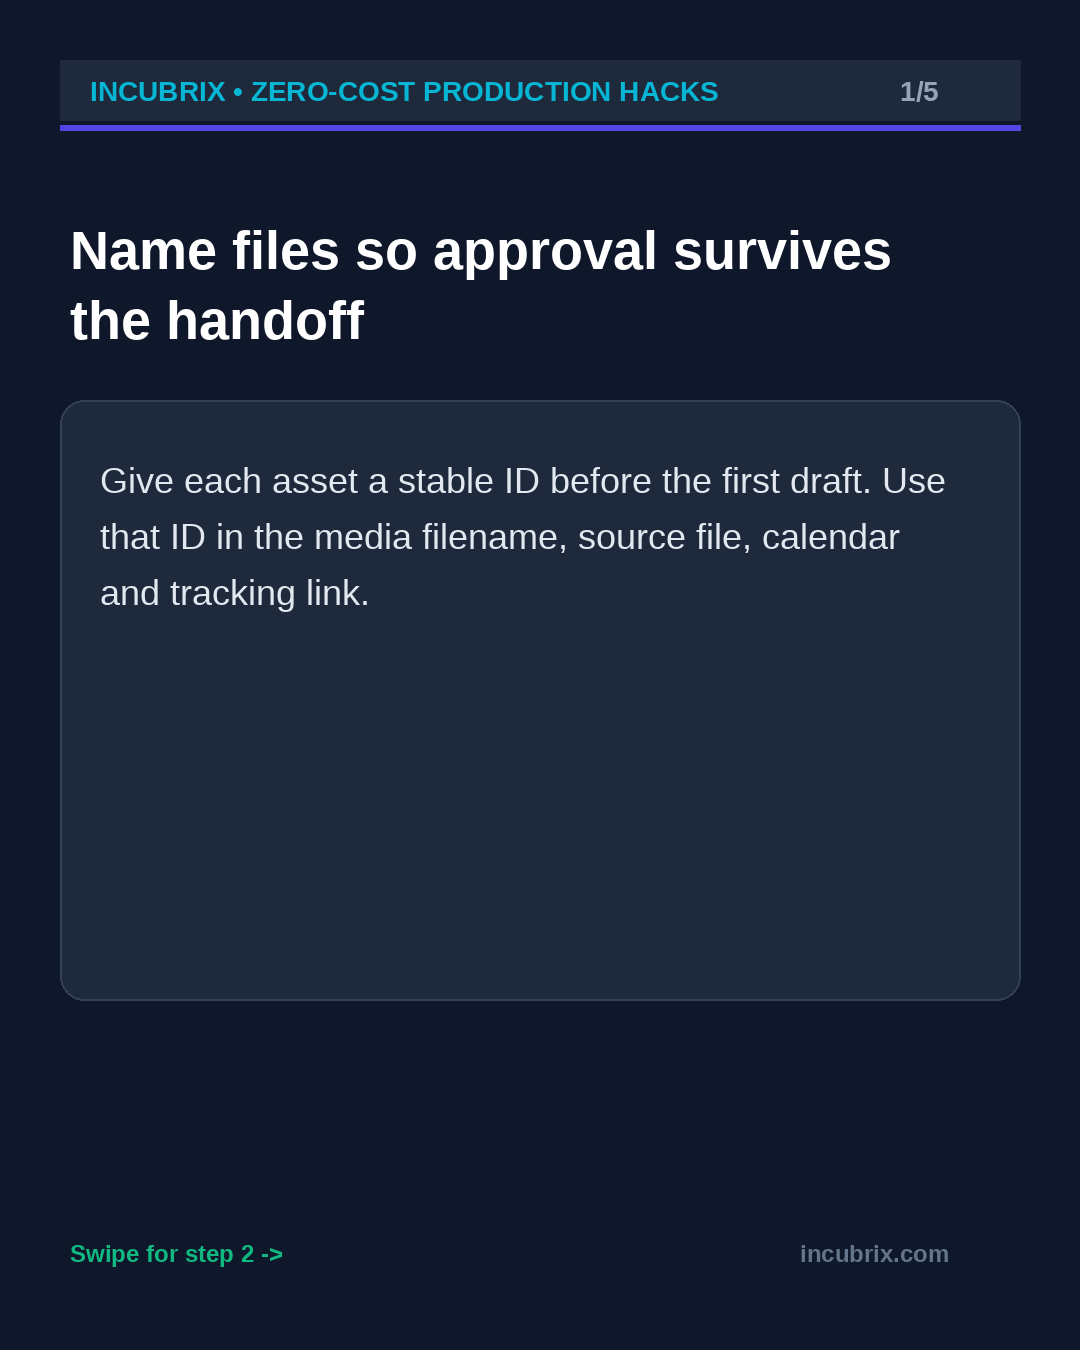 INCUBRIX • ZERO-COST PRODUCTION HACKS 1/5
Name files so approval survives
the handoff
Give each asset a stable ID before the first draft. Use
that ID in the media filename, source file, calendar
and tracking link.
Swipe for step 2 -> incubrix.com